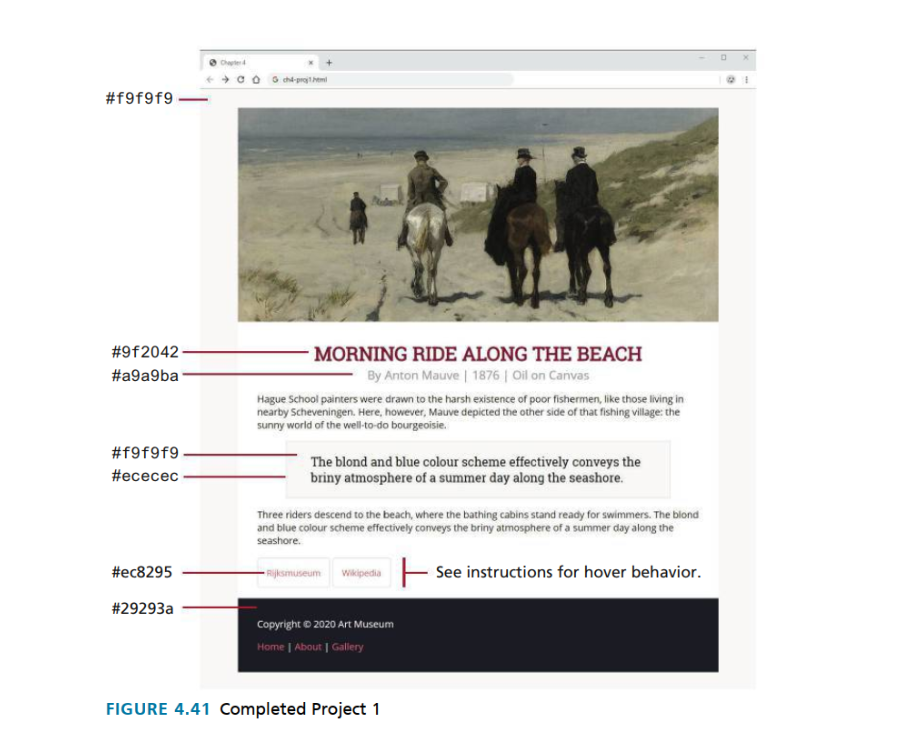 Chapter 4
ch4-proj1.html
#f9f9f9
#9f2042
MORNING RIDE ALONG THE BEACH
#a9a9ba
By Anton Mauve | 1876 | Oil on Canvas
Hague School painters were drawn to the harsh existence of poor fishermen, like those living in
nearby Scheveningen. Here, however, Mauve depicted the other side of that fishing village: the
sunny world of the well-to-do bourgeoisie.
#f9f9f9
The blond and blue colour scheme effectively conveys the
#ececec
briny atmosphere of a summer day along the seashore.
Three riders descend to the beach, where the bathing cabins stand ready for swimmers. The blond
and blue colour scheme effectively conveys the briny atmosphere of a summer day along the
seashore.
#ec8295
Rijksmuseum Wikipedia
See instructions for hover behavior.
#29293a
Copyright © 2020 Art Museum
Home | About | Gallery
FIGURE 4.41 Completed Project 1